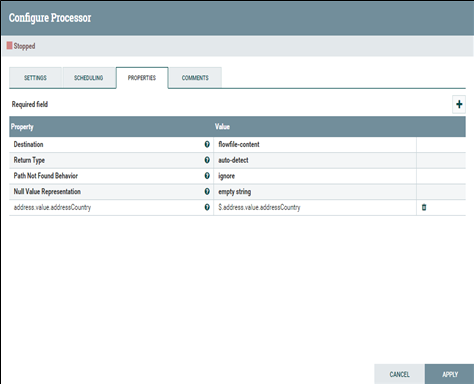 Configure Processor
Stopped
SETTINGS SCHEDULING PROPERTIES COMMENTS
Required field
Property Value
Destination flowfile-content
Return Type auto-detect
Path Not Found Behavior ignore
Null Value Representation empty string
address.value.addressCountry $.address.value.addressCountry
CANCEL APPLY